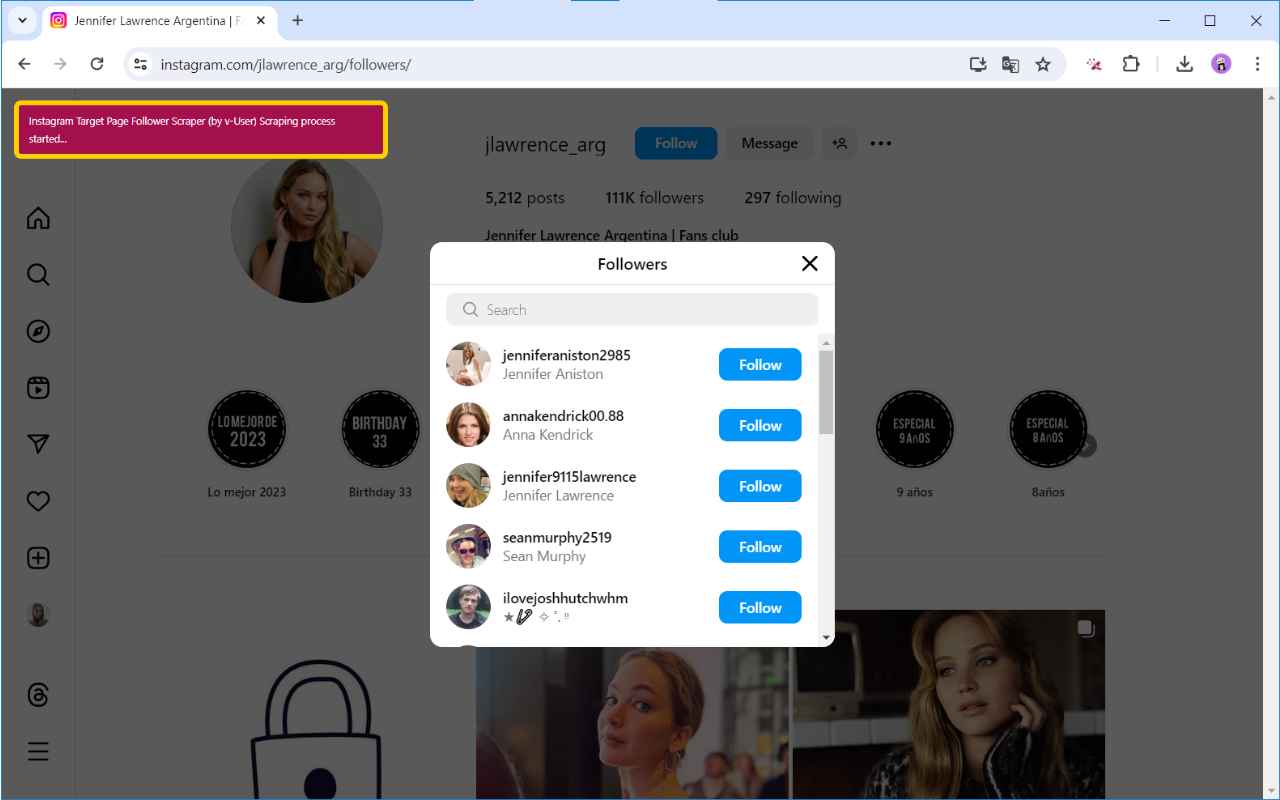 Jennifer Lawrence Argentina | F
instagram.com/jlawrence_arg/followers/
Instagram Target Page Follower Scraper (by v-User) Scraping process
started...
jlawrence_arg
Follow
Message
5,212 posts
111K followers
297 following
Jennifer Lawrence Argentina | Fans club
Followers
Search
jenniferaniston2985
Jennifer Aniston
Follow
annakendrick00.88
Anna Kendrick
Follow
jennifer9115lawrence
Jennifer Lawrence
Follow
seanmurphy2519
Sean Murphy
Follow
ilovejoshhutchwhm
Follow
LO MEJOR DE
2023
Lo mejor 2023
BIRTHDAY
33
Birthday 33
ESPECIAL
9 AñOS
9 años
ESPECIAL
8 AñOS
8años